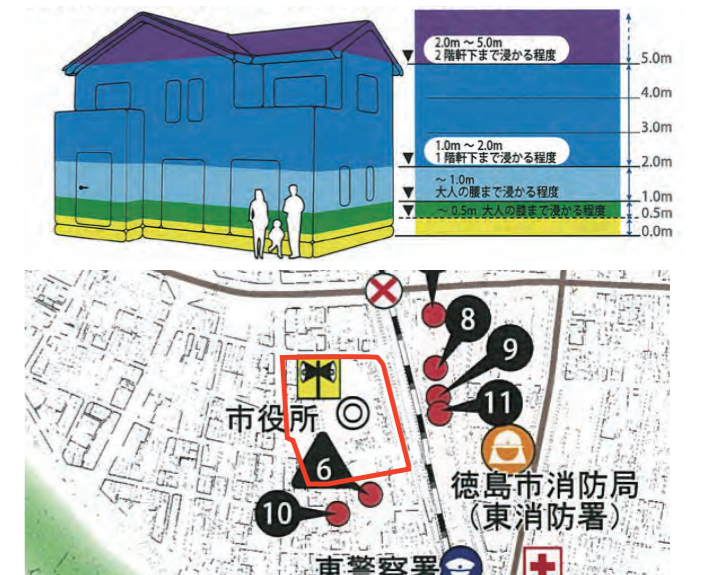 2.0m ～ 5.0m
2階軒下まで浸かる程度
5.0m
4.0m
3.0m
1.0m ～ 2.0m
1階軒下まで浸かる程度
2.0m
～ 1.0m
大人の腰まで浸かる程度
1.0m
～ 0.5m 大人の膝まで浸かる程度
0.5m
0.0m
8
9
11
市役所
6
10
徳島市消防局
（東消防署）
東警察署